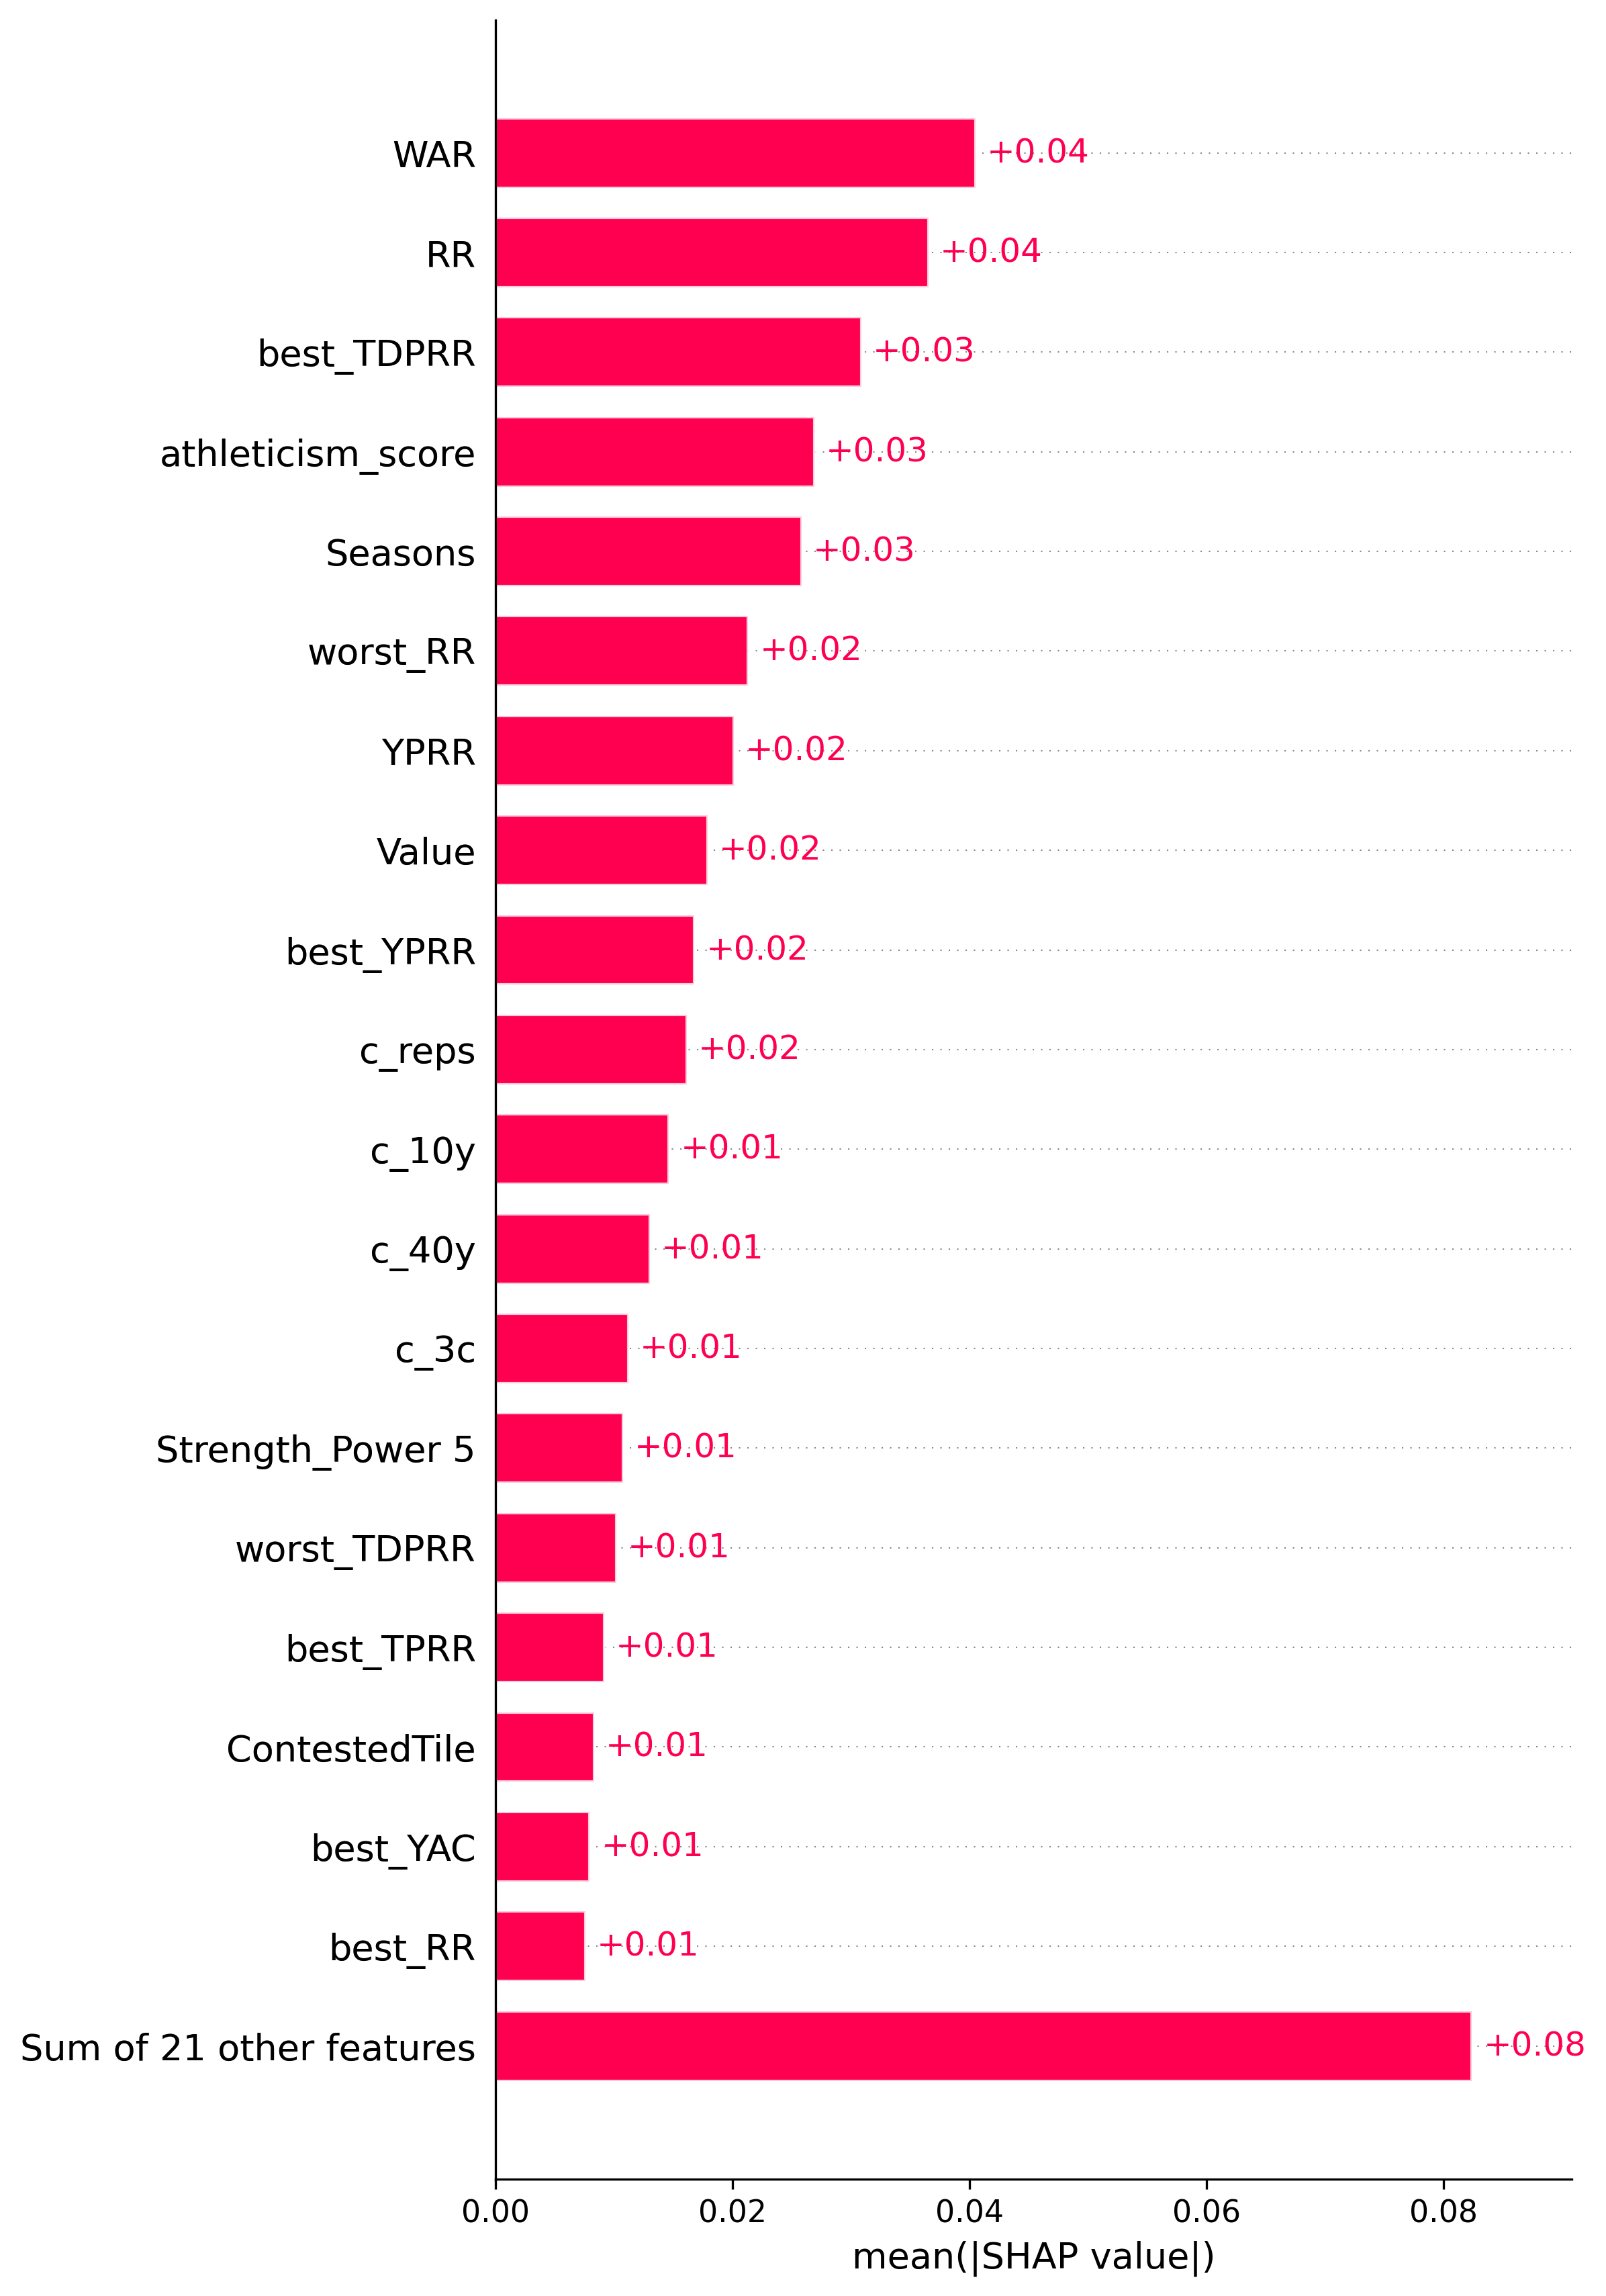 WAR +0.04
RR +0.04
best_TDPRR +0.03
athleticism_score +0.03
Seasons +0.03
worst_RR +0.02
YPRR +0.02
Value +0.02
best_YPRR +0.02
c_reps +0.02
c_10y +0.01
c_40y +0.01
c_3c +0.01
Strength_Power 5 +0.01
worst_TDPRR +0.01
best_TPRR +0.01
ContestedTile +0.01
best_YAC +0.01
best_RR +0.01
Sum of 21 other features +0.08
0.00 0.02 0.04 0.06 0.08
mean(|SHAP value|)